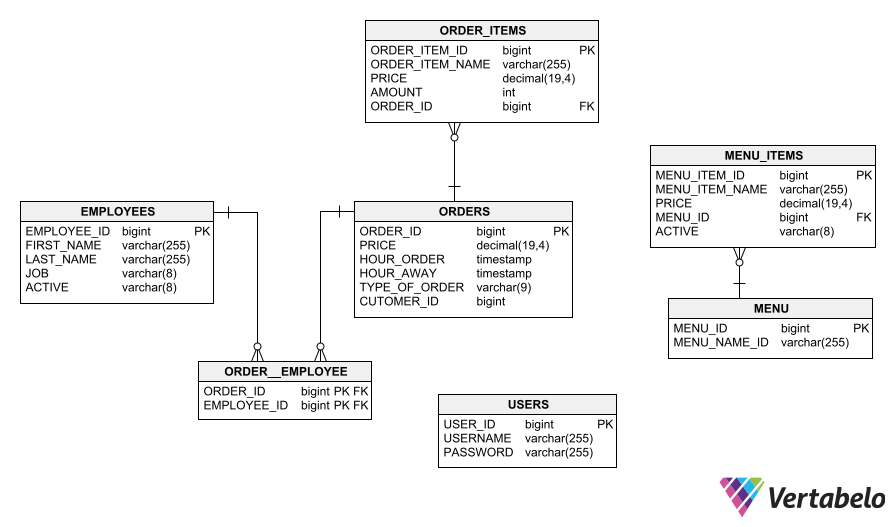 ORDER_ITEMS
ORDER_ITEM_ID bigint PK
ORDER_ITEM_NAME varchar(255)
PRICE decimal(19,4)
AMOUNT int
ORDER_ID bigint FK
MENU_ITEMS
MENU_ITEM_ID bigint PK
MENU_ITEM_NAME varchar(255)
PRICE decimal(19,4)
MENU_ID bigint FK
ACTIVE varchar(8)
EMPLOYEES
EMPLOYEE_ID bigint PK
FIRST_NAME varchar(255)
LAST_NAME varchar(255)
JOB varchar(8)
ACTIVE varchar(8)
ORDERS
ORDER_ID bigint PK
PRICE decimal(19,4)
HOUR_ORDER timestamp
HOUR_AWAY timestamp
TYPE_OF_ORDER varchar(9)
CUTOMER_ID bigint
MENU
MENU_ID bigint PK
MENU_NAME_ID varchar(255)
ORDER__EMPLOYEE
ORDER_ID bigint PK FK
EMPLOYEE_ID bigint PK FK
USERS
USER_ID bigint PK
USERNAME varchar(255)
PASSWORD varchar(255)
Vertabelo